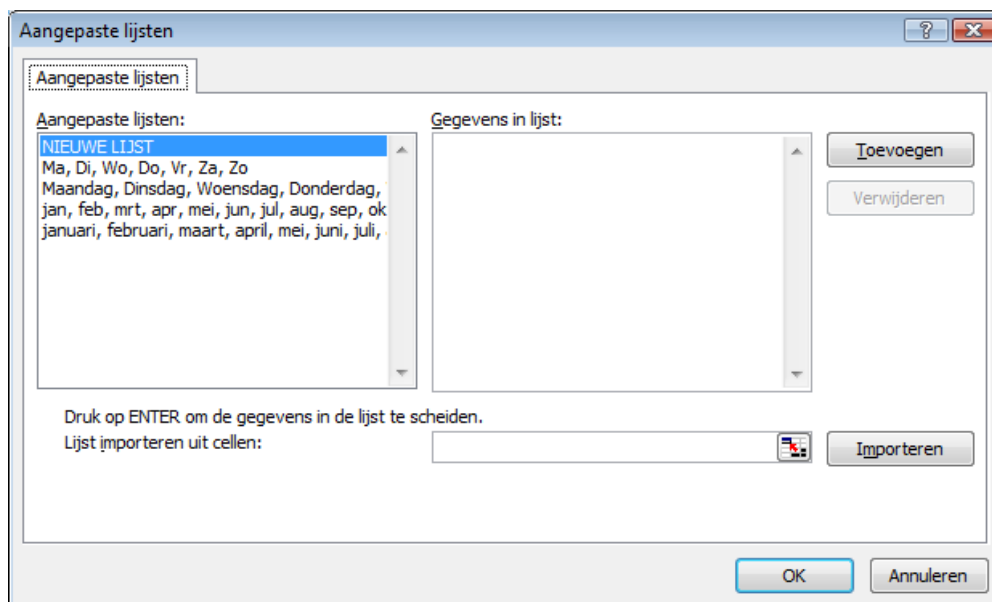 Aangepaste lijsten
Aangepaste lijsten
Aangepaste lijsten:
NIEUWE LIJST
Ma, Di, Wo, Do, Vr, Za, Zo
Maandag, Dinsdag, Woensdag, Donderdag,
jan, feb, mrt, apr, mei, jun, jul, aug, sep, ok
januari, februari, maart, april, mei, juni, juli,
Gegevens in lijst:
Toevoegen
Verwijderen
Druk op ENTER om de gegevens in de lijst te scheiden.
Lijst importeren uit cellen:
Importeren
OK
Annuleren